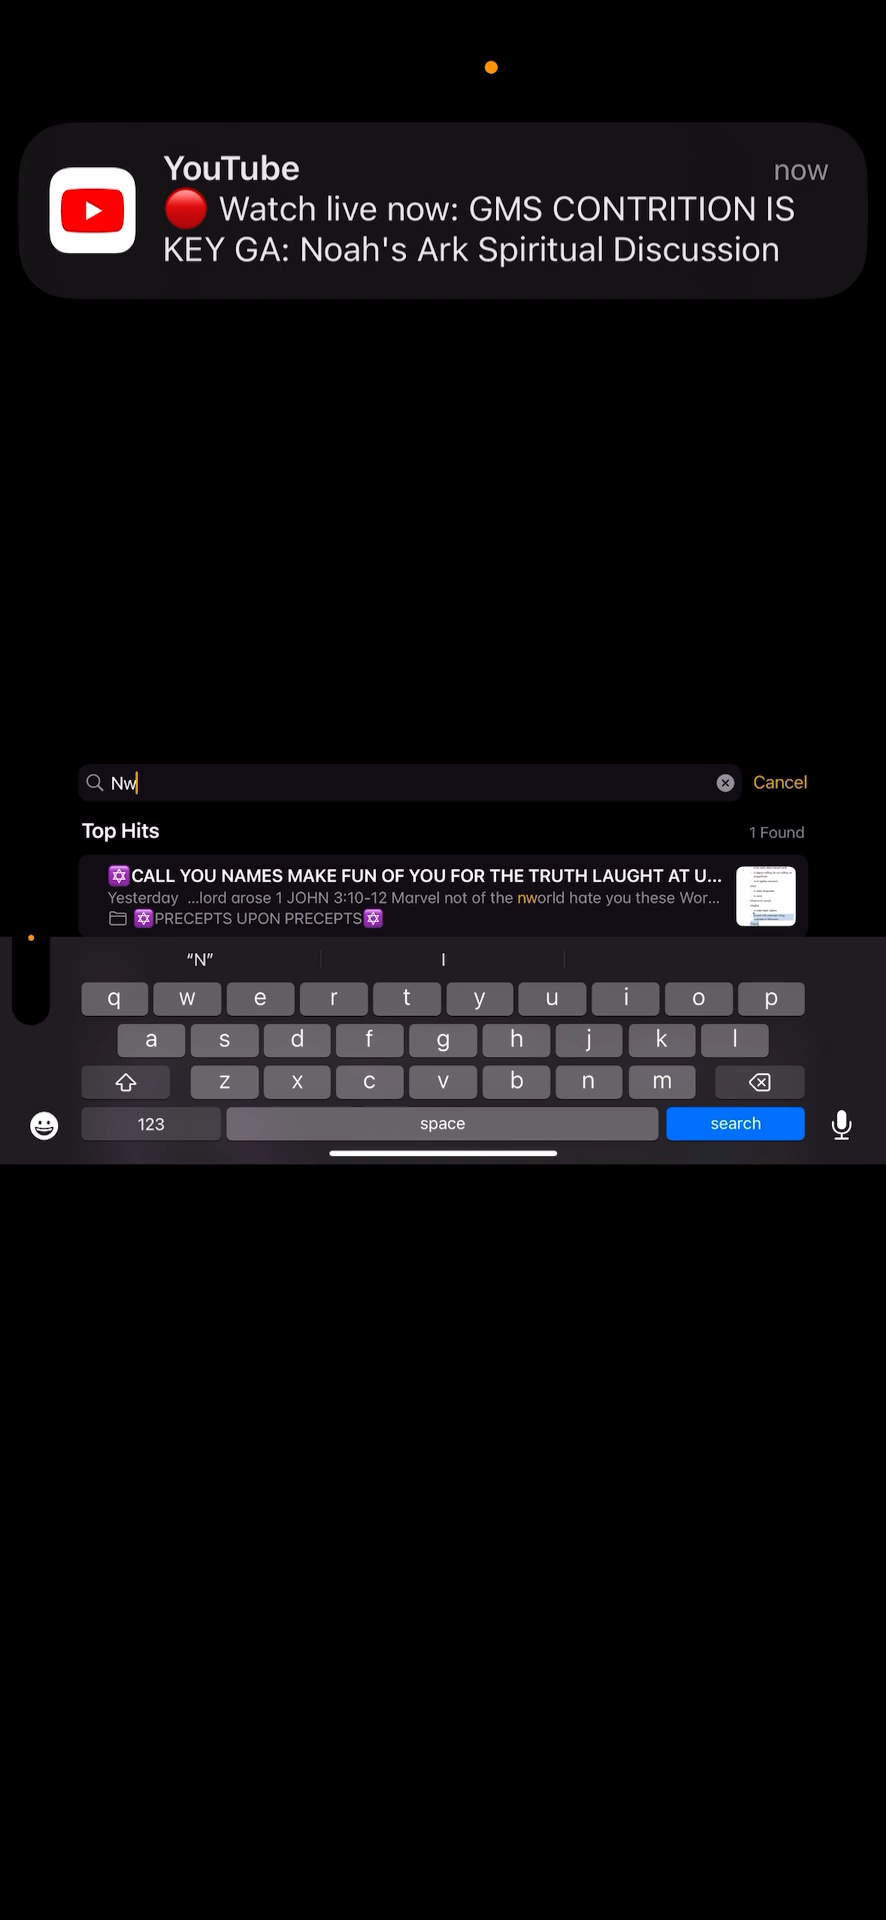 YouTube
now
🔴 Watch live now: GMS CONTRITION IS
KEY GA: Noah's Ark Spiritual Discussion
Nw
Cancel
Top Hits
1 Found
✡CALL YOU NAMES MAKE FUN OF YOU FOR THE TRUTH LAUGHT AT U...
Yesterday ...lord arose 1 JOHN 3:10-12 Marvel not of the nworld hate you these Wor...
✡PRECEPTS UPON PRECEPTS✡
“N” I
q w e r t y u i o p
a s d f g h j k l
z x c v b n m
123 space search